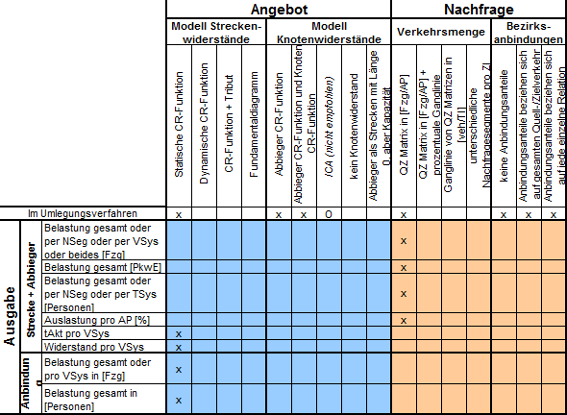 Angebot
Nachfrage
Modell Strecken-
widerstände
Modell
Knotenwiderstände
Verkehrsmenge
Bezirks-
anbindungen
Statische CR-Funktion
Dynamische CR-Funktion
CR-Funktion + Tribut
Fundamentaldiagramm
Abbieger CR-Funktion
Abbieger CR-Funktion und Knoten
CR-Funktion
ICA (nicht empfohlen)
kein Knotenwiderstand
Abbieger als Strecken mit Länge
0, aber Kapazität
QZ Matrix in [Fzg/AP]
QZ Matrix in [Fzg/AP] +
prozentuale Ganglinie
Ganglinie von QZ Matrizen in
[veh/TI]
unterschiedliche
Nachfragesegmente pro ZI
keine Anbindungsanteile
Anbindungsanteile beziehen sich
auf gesamten Quell-/Zielverkehr
Anbindungsanteile beziehen sich
auf jede einzelne Relation
Im Umlegungsverfahren x x x O x x x x
Ausgabe
Strecke + Abbieger
Belastung gesamt oder
per NSeg oder per VSys
oder beides [Fzg] x
Belastung gesamt [PkwE] x
Belastung gesamt oder
per NSeg oder per TSys
[Personen] x
Auslastung pro AP [%] x
tAkt pro VSys x
Widerstand pro VSys x
Anbindun
g
Belastung gesamt oder
pro VSys in [Fzg] x
Belastung gesamt in
[Personen] x